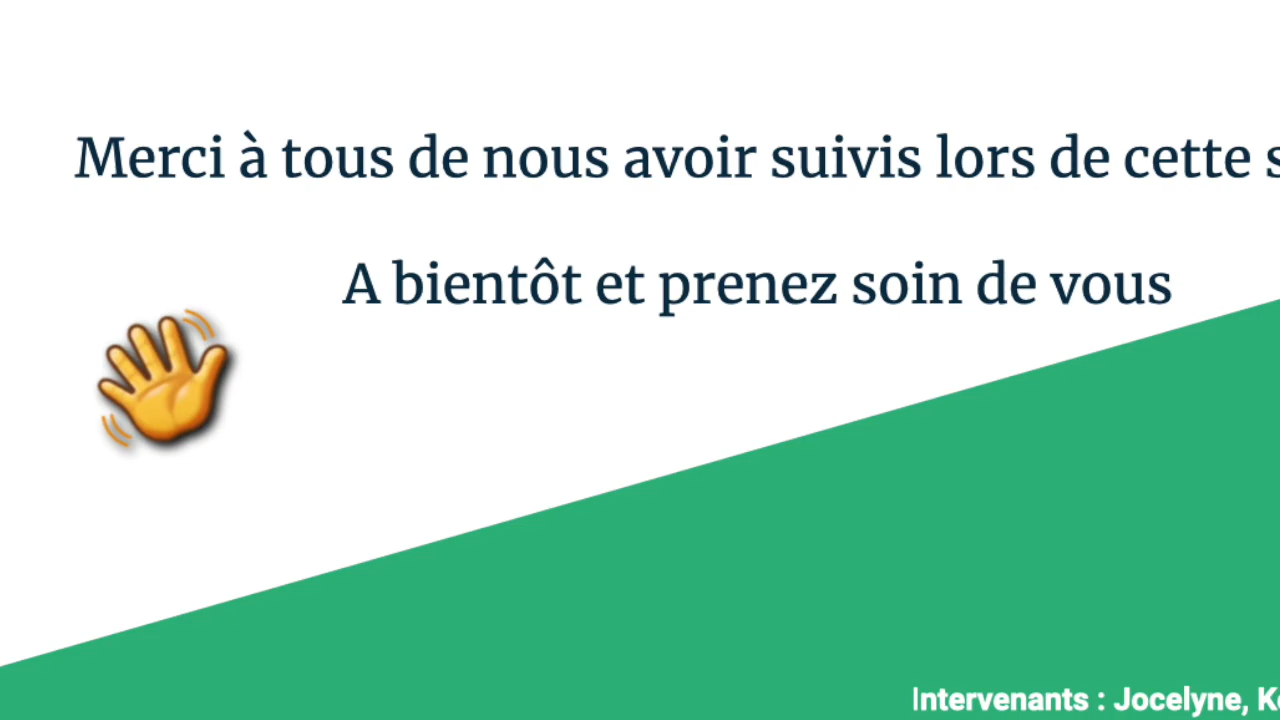 Merci à tous de nous avoir suivis lors de cette
A bientôt et prenez soin de vous
Intervenants : Jocelyne,